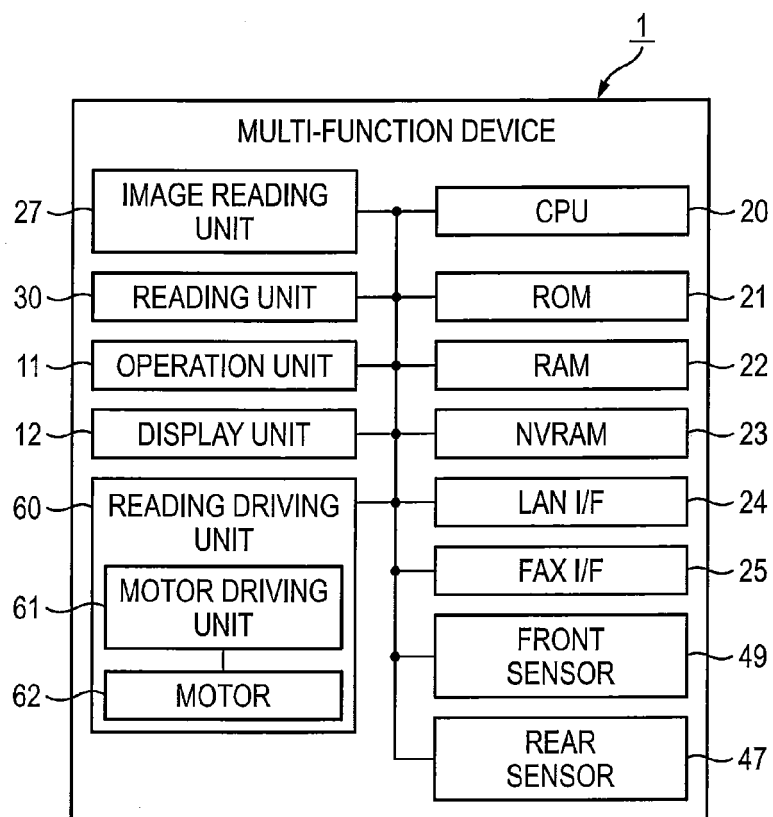 1
MULTI-FUNCTION DEVICE
27
IMAGE READING
UNIT
30
READING UNIT
11
OPERATION UNIT
12
DISPLAY UNIT
60
READING DRIVING
UNIT
61
MOTOR DRIVING
UNIT
62
MOTOR
CPU
20
ROM
21
RAM
22
NVRAM
23
LAN I/F
24
FAX I/F
25
FRONT
SENSOR
49
REAR
SENSOR
47